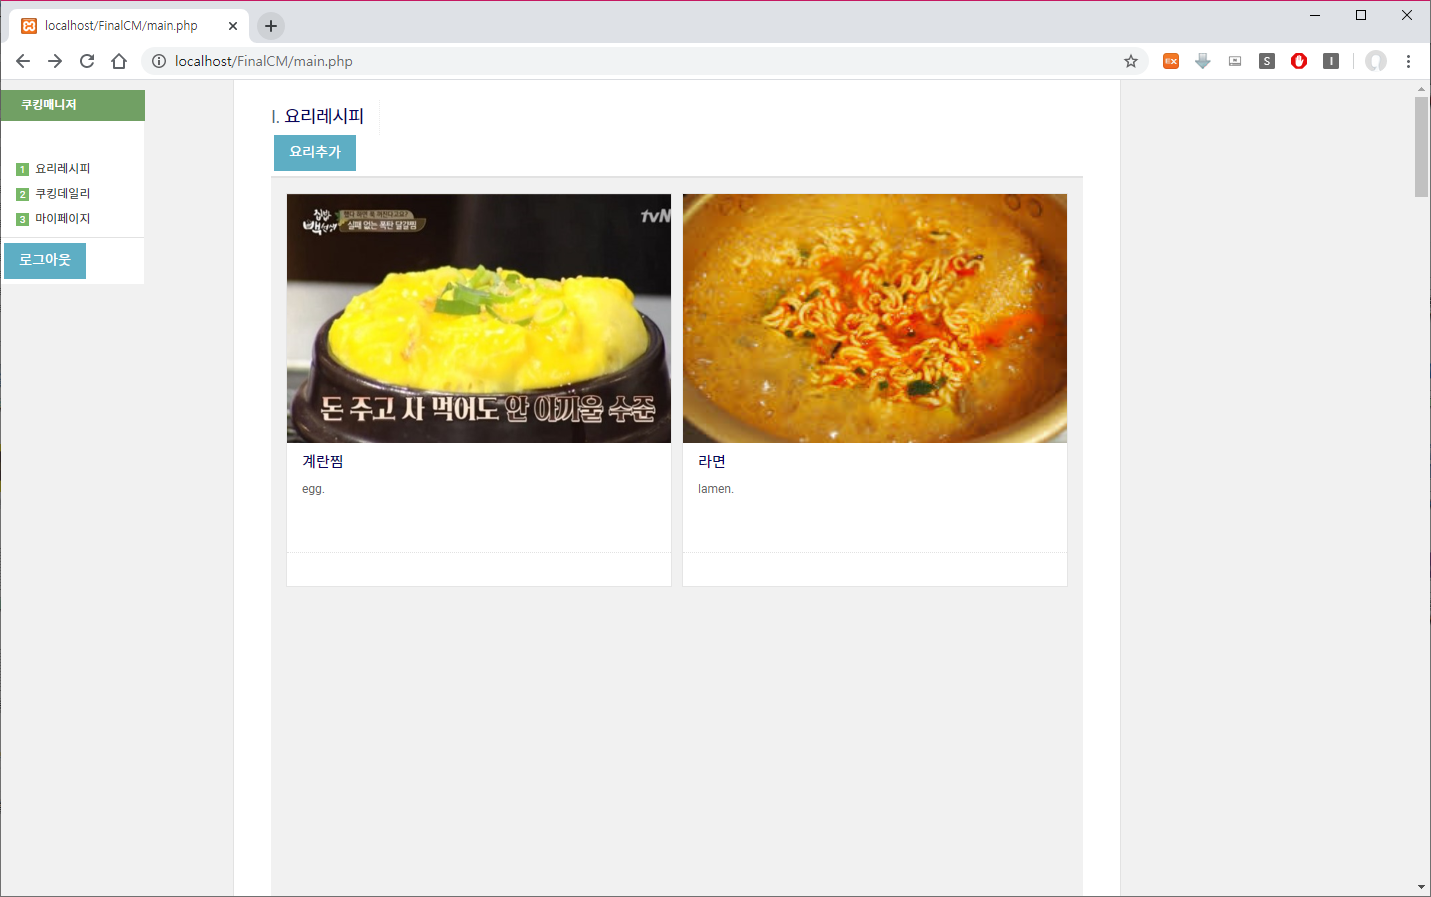 localhost/FinalCM/main.php
localhost/FinalCM/main.php
EX
S
I
쿠킹매니저
1 요리레시피
2 쿠킹데일리
3 마이페이지
로그아웃
I. 요리레시피
요리추가
집밥
백선생
실패 없는 폭탄 달걀찜
tvN
돈 주고 사 먹어도 안 아까울 수준
계란찜
egg.
라면
lamen.